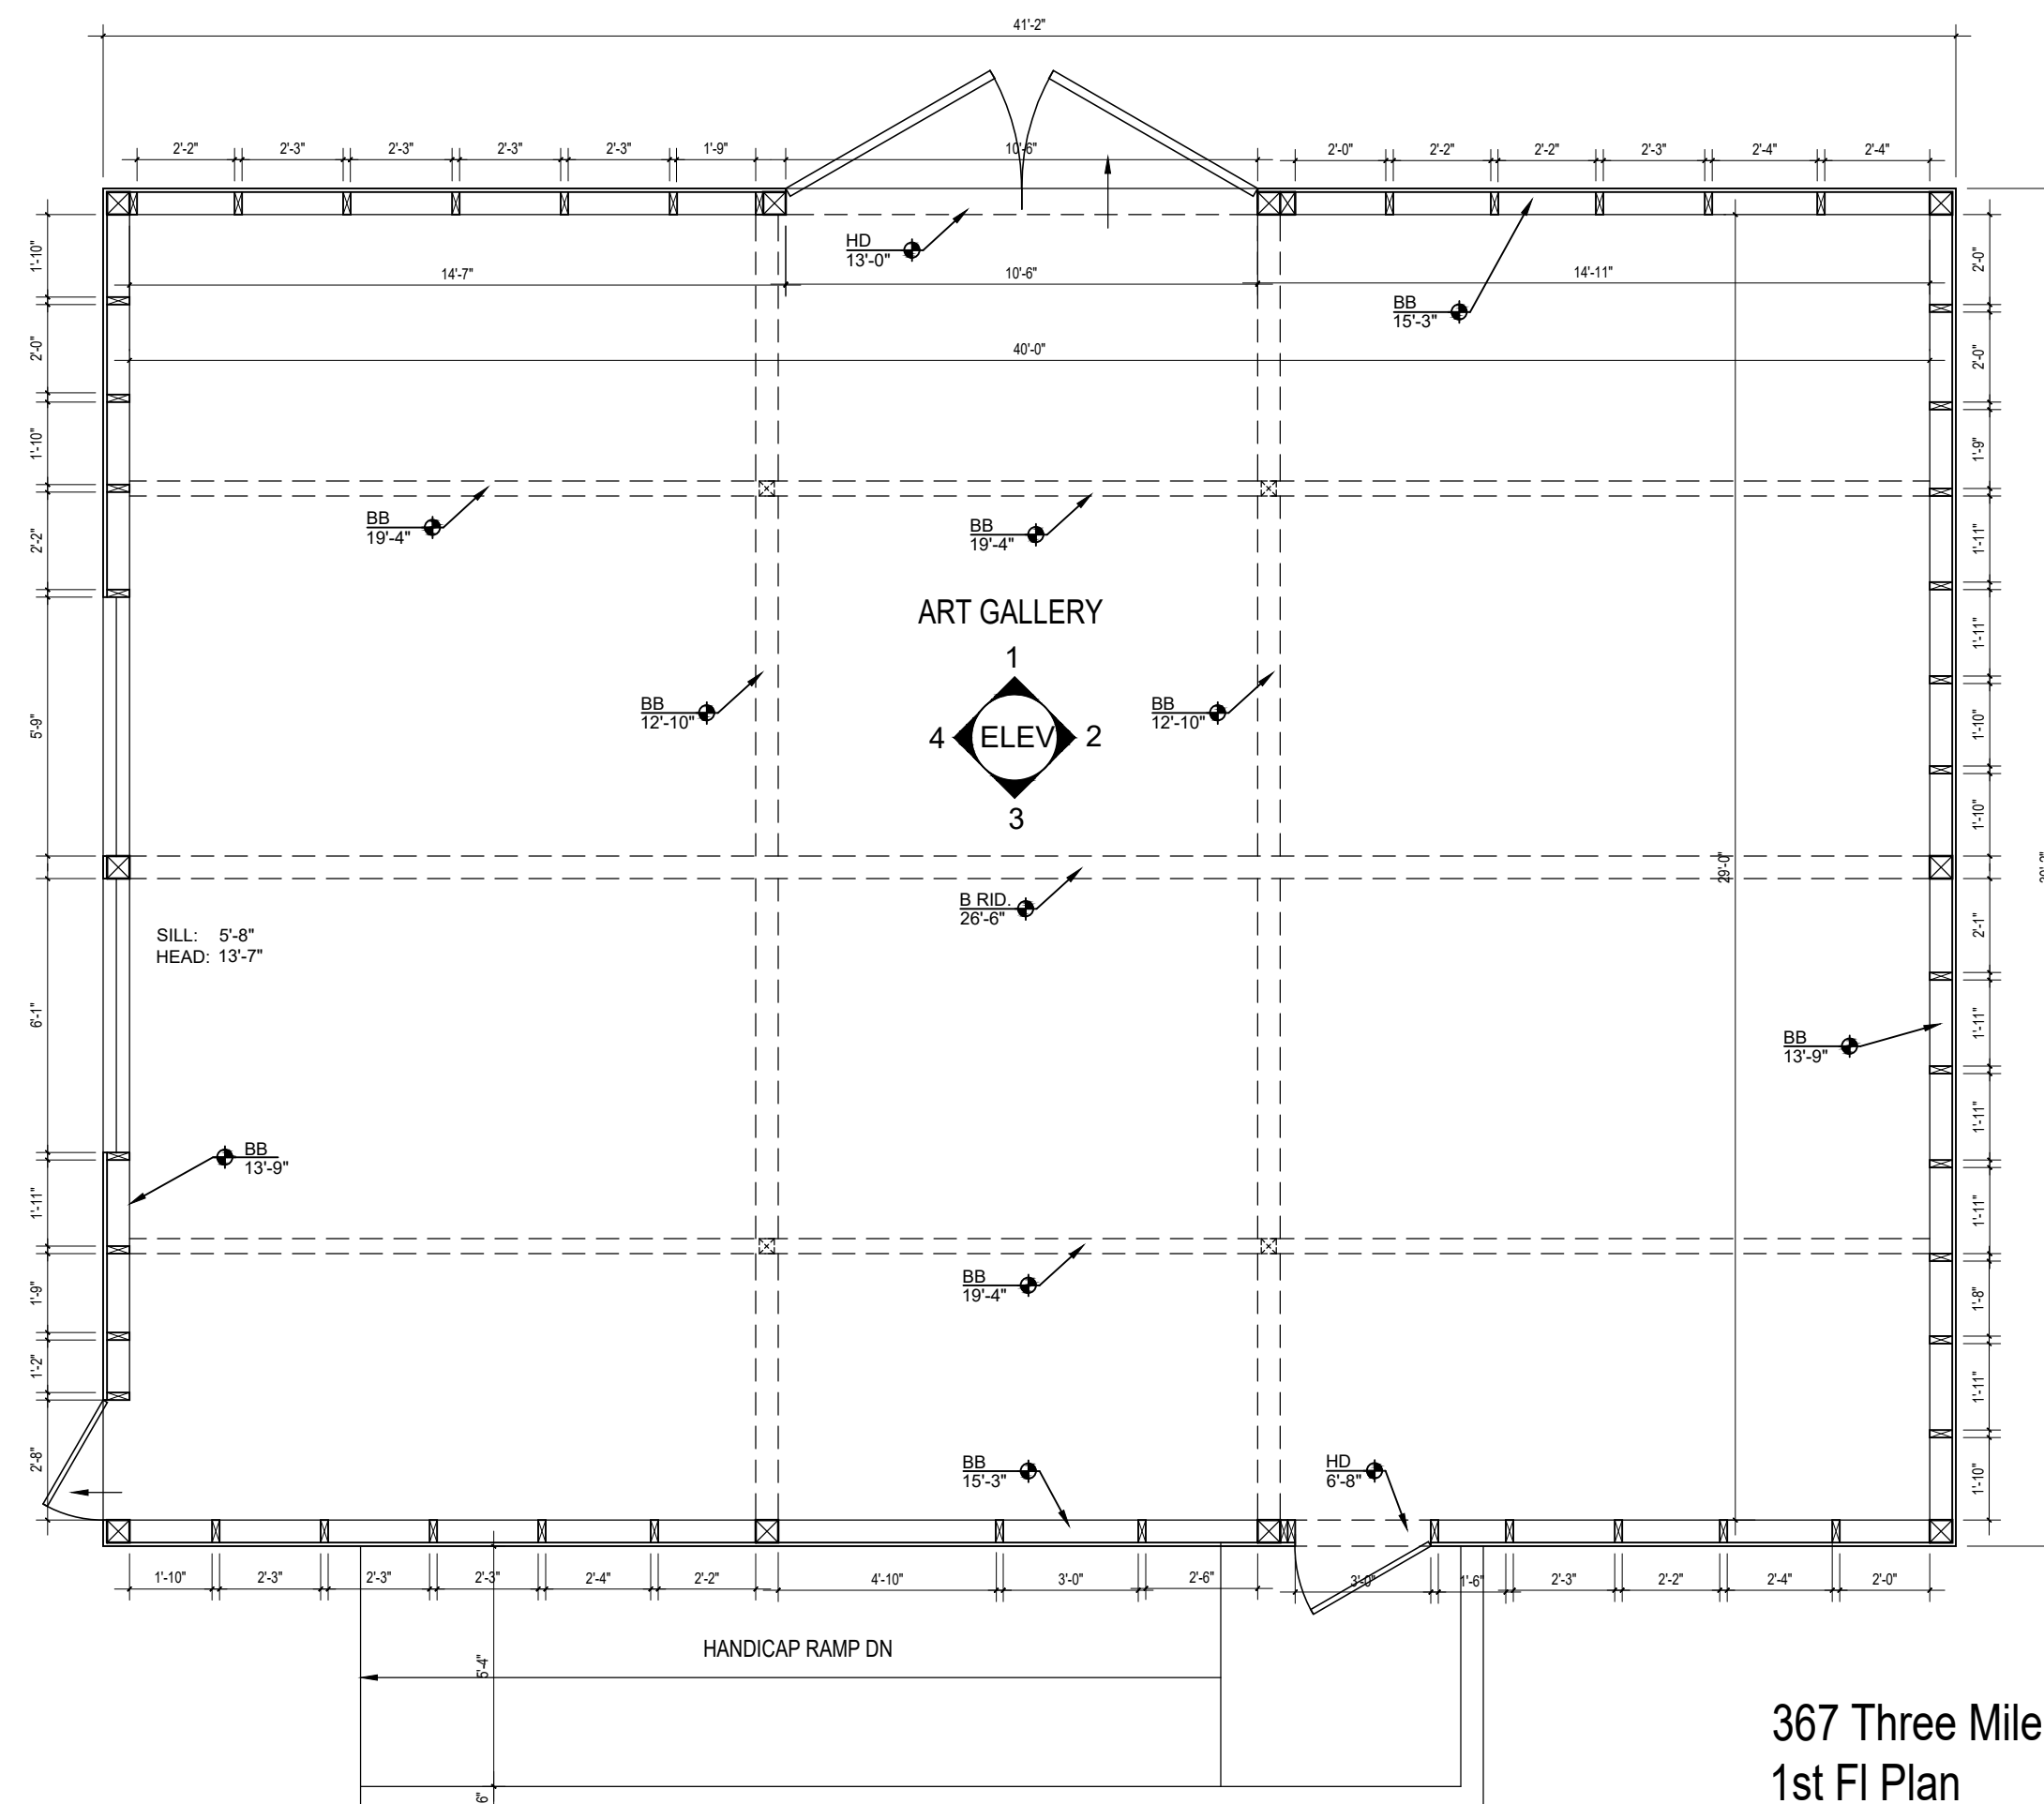 41'-2"
2'-2" 2'-3" 2'-3" 2'-3" 2'-3" 1'-9" 10'-6" 2'-0" 2'-2" 2'-2" 2'-3" 2'-4" 2'-4"
HD
13'-0"
14'-7" 10'-6" 14'-11"
BB
15'-3"
40'-0"
1'-10"
2'-0"
1'-10"
2'-2"
5'-9"
6'-1"
1'-11"
1'-9"
1'-2"
2'-8"
BB
19'-4"
BB
19'-4"
ART GALLERY
1
BB
12'-10"
BB
12'-10"
4 ELEV 2
3
B RID.
26'-6"
29'-0"
SILL: 5'-8"
HEAD: 13'-7"
BB
13'-9"
BB
13'-9"
BB
19'-4"
BB
15'-3"
HD
6'-8"
2'-0"
2'-0"
1'-9"
1'-11"
1'-11"
1'-10"
1'-10"
2'-1"
1'-11"
1'-11"
1'-11"
1'-8"
1'-11"
1'-10"
1'-10" 2'-3" 2'-3" 2'-3" 2'-4" 2'-2" 4'-10" 3'-0" 2'-6" 3'-0" 1'-6" 2'-3" 2'-2" 2'-4" 2'-0"
HANDICAP RAMP DN
5'-4"
6"
367 Three Mile
1st Fl Plan